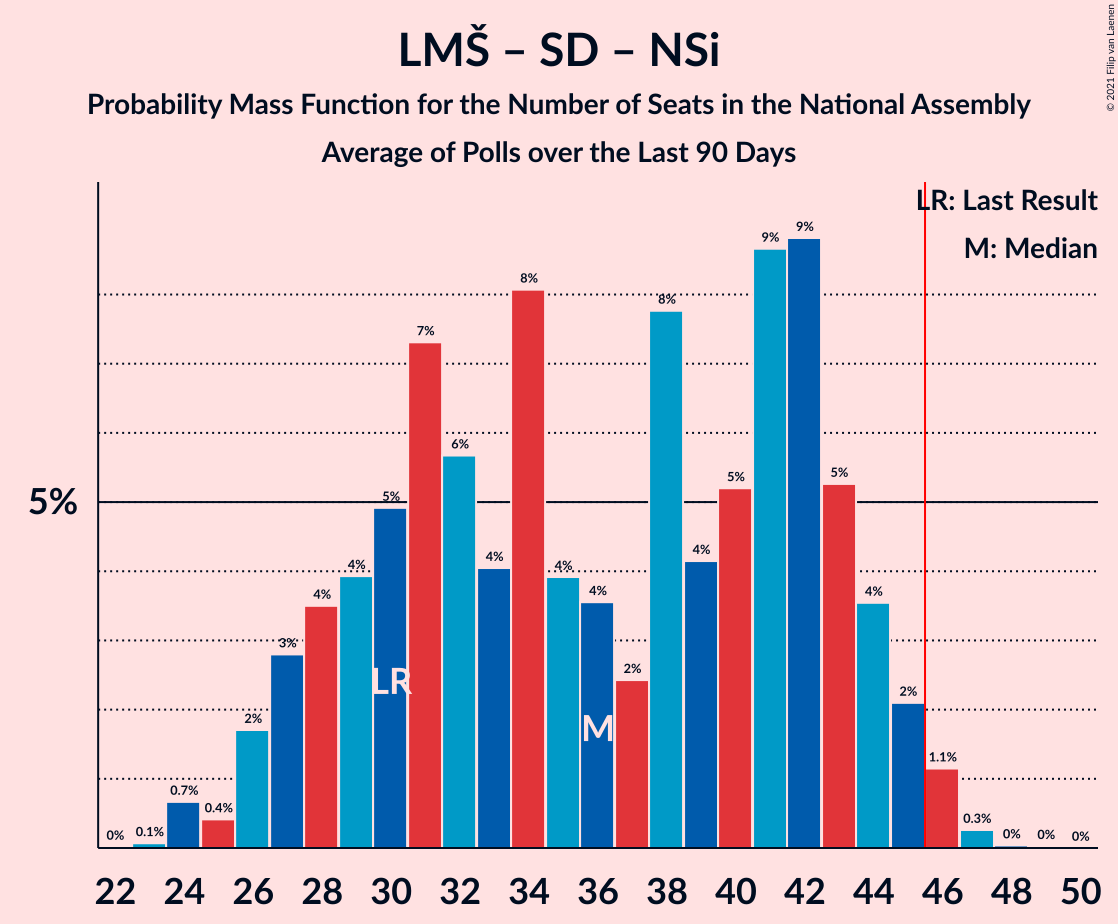 LMŠ – SD – NSi
Probability Mass Function for the Number of Seats in the National Assembly
Average of Polls over the Last 90 Days
© 2021 Filip van Laenen
LR: Last Result
M: Median
5%
0% 0.1% 0.7% 0.4% 2% 3% 4% 4% 5% 7% 6% 4% 8% 4% 4% 2% 8% 4% 5% 9% 9% 5% 4% 2% 1.1% 0.3% 0% 0% 0%
LR
M
22 24 26 28 30 32 34 36 38 40 42 44 46 48 50